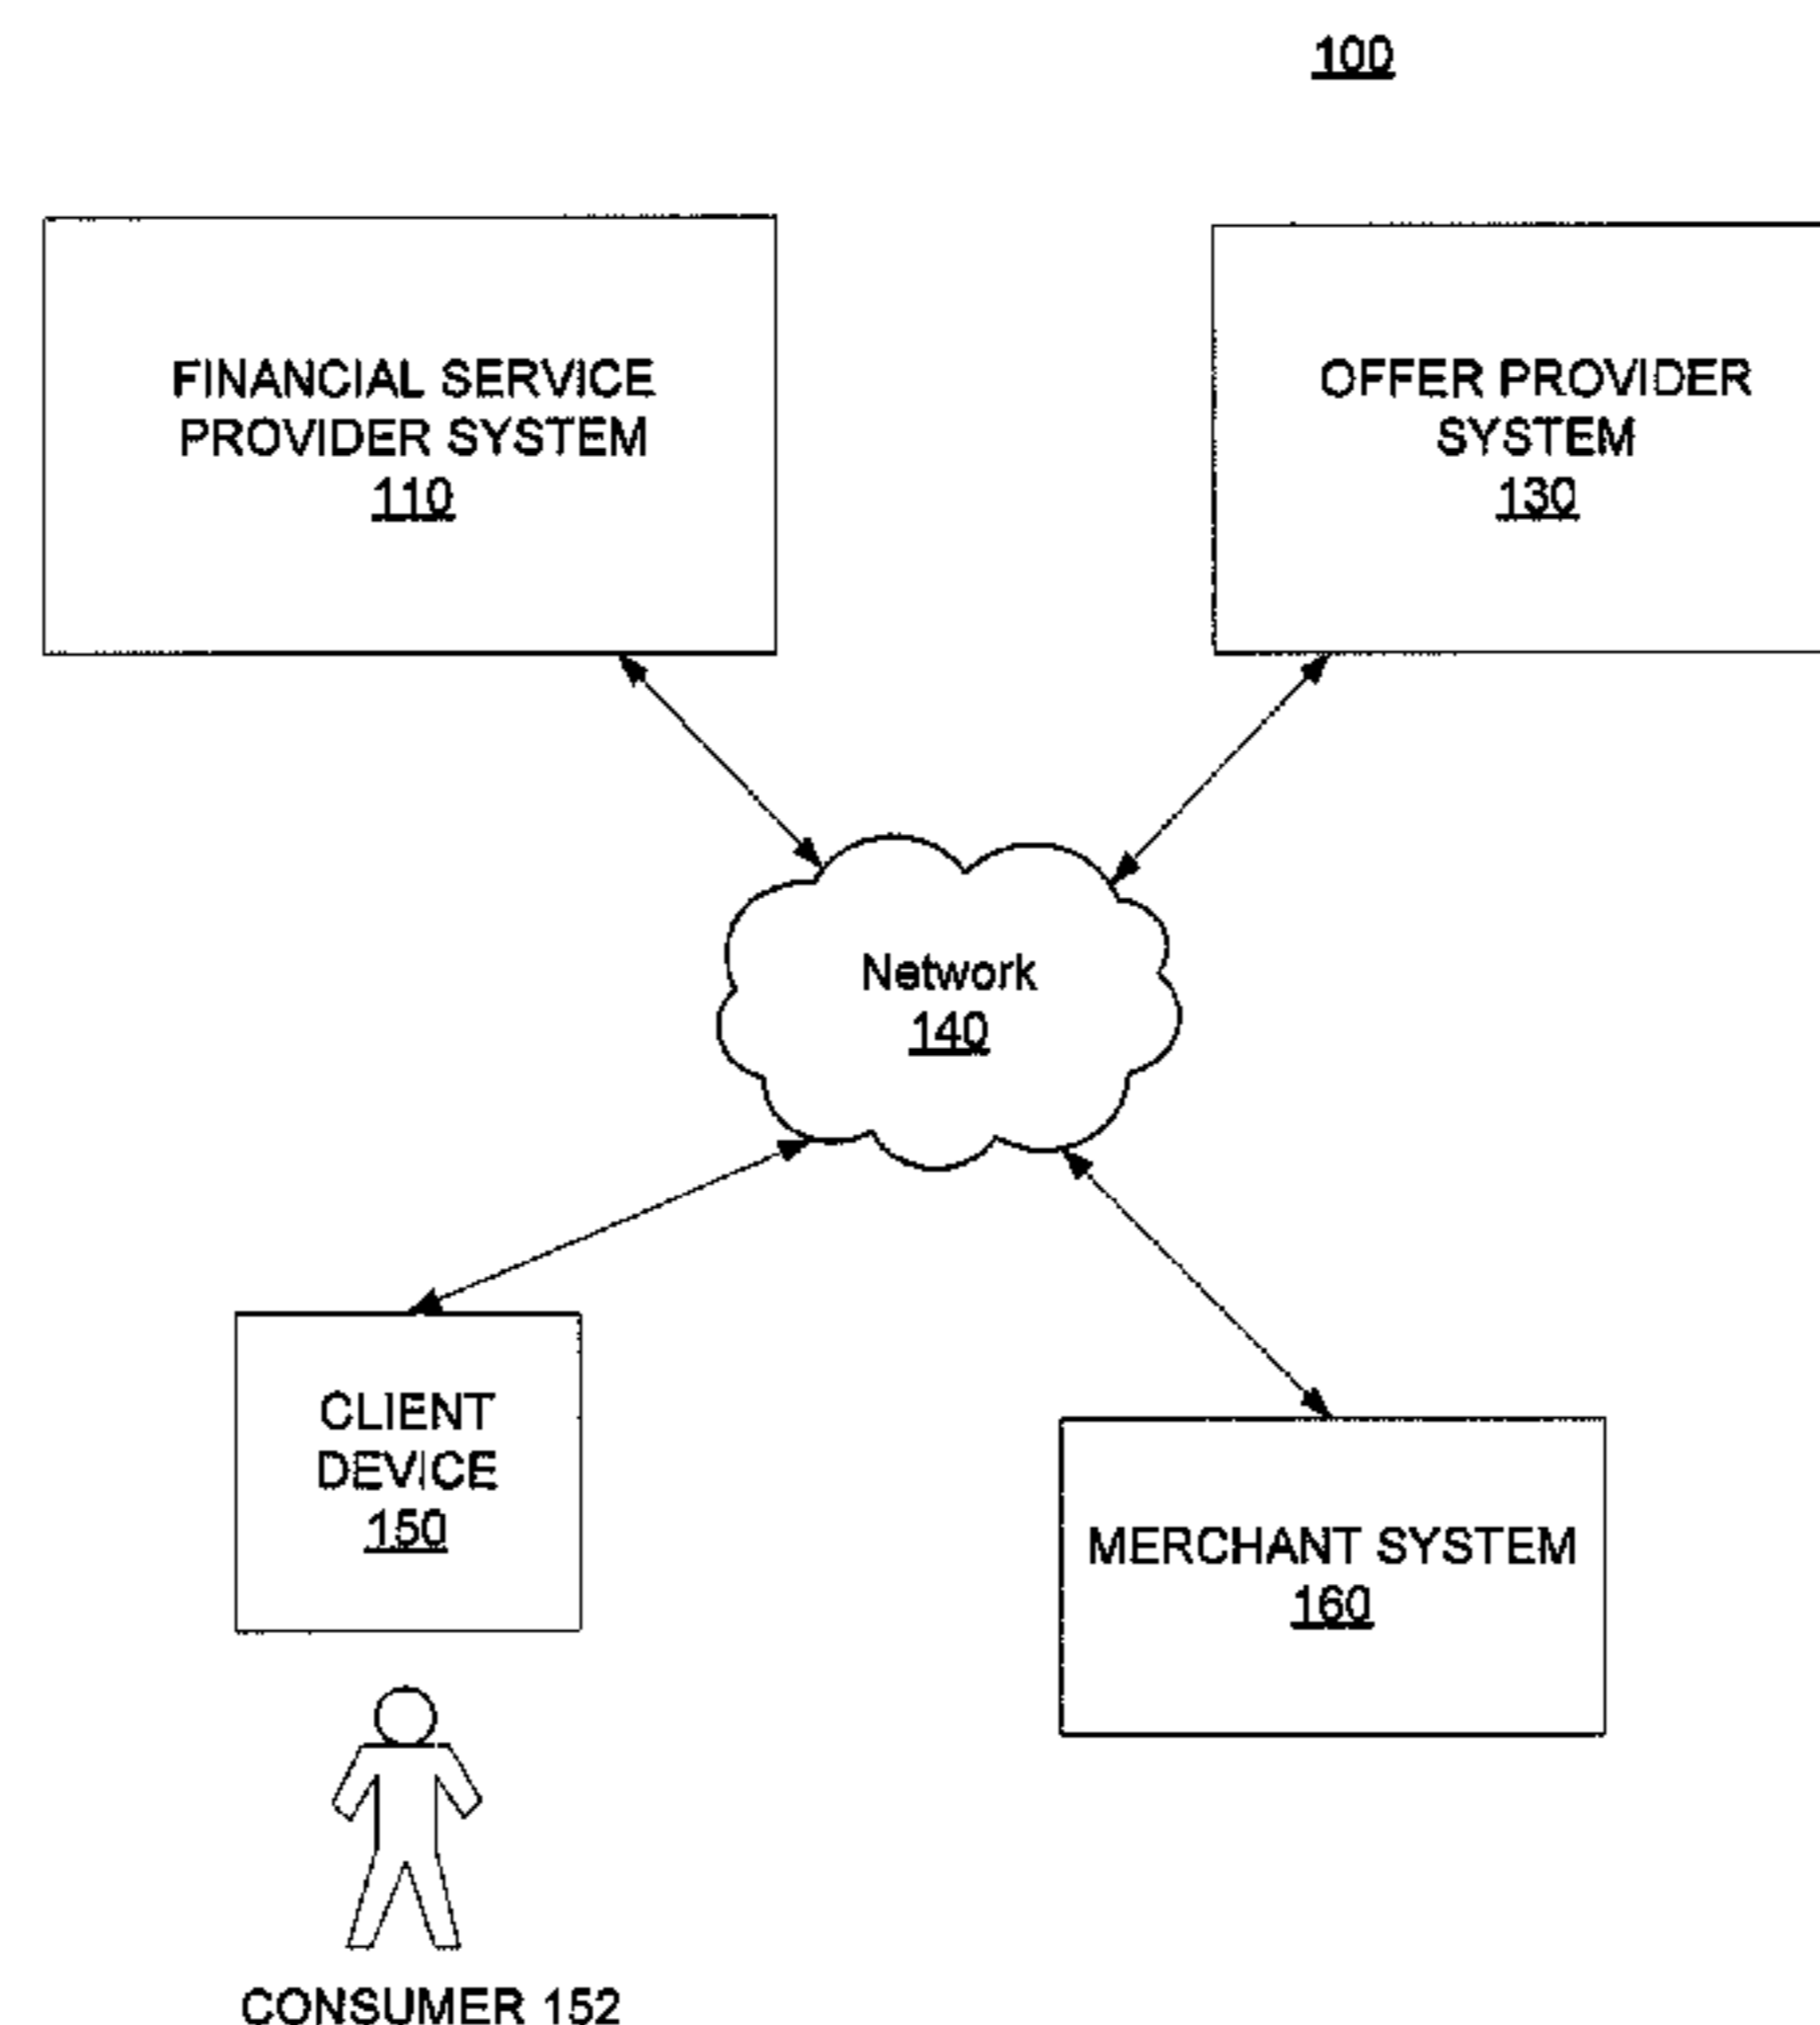 100
FINANCIAL SERVICE
PROVIDER SYSTEM
110
OFFER PROVIDER
SYSTEM
130
Network
140
CLIENT
DEVICE
150
MERCHANT SYSTEM
160
CONSUMER 152